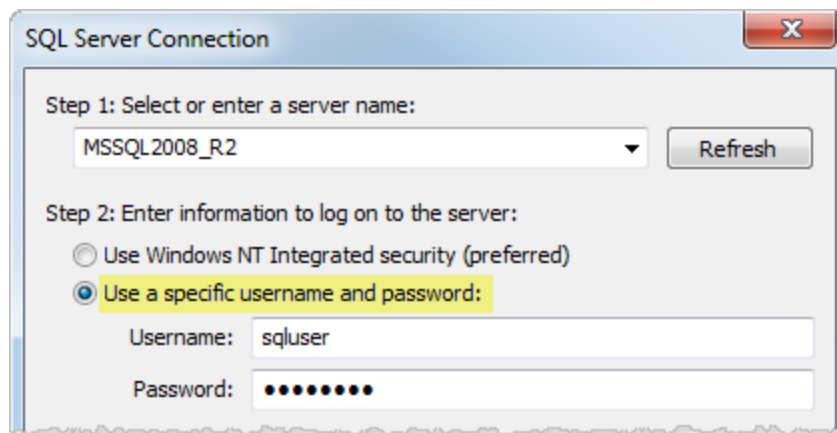 SQL Server Connection
Step 1: Select or enter a server name:
MSSQL2008_R2
Refresh
Step 2: Enter information to log on to the server:
Use Windows NT Integrated security (preferred)
Use a specific username and password:
Username: sqluser
Password: ●●●●●●●●